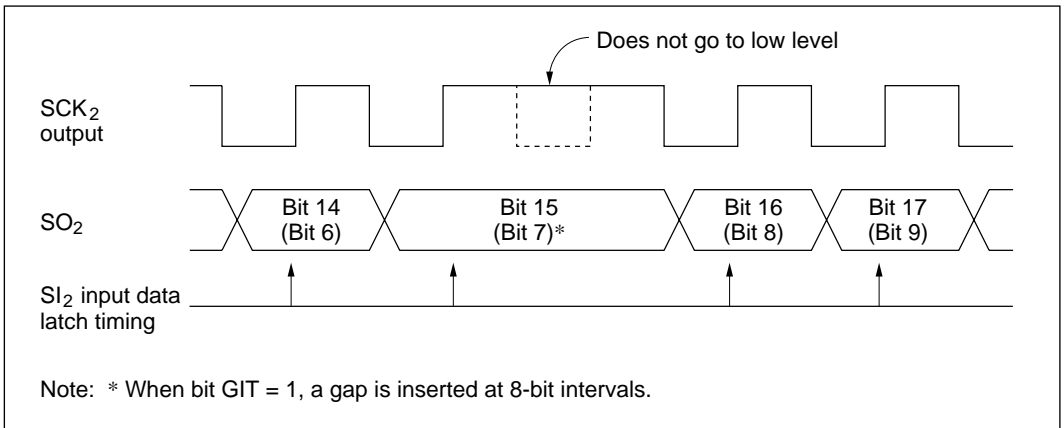 Does not go to low level
SCK2
output
SO2
Bit 14
(Bit 6)
Bit 15
(Bit 7)*
Bit 16
(Bit 8)
Bit 17
(Bit 9)
SI2 input data
latch timing
Note: * When bit GIT = 1, a gap is inserted at 8-bit intervals.